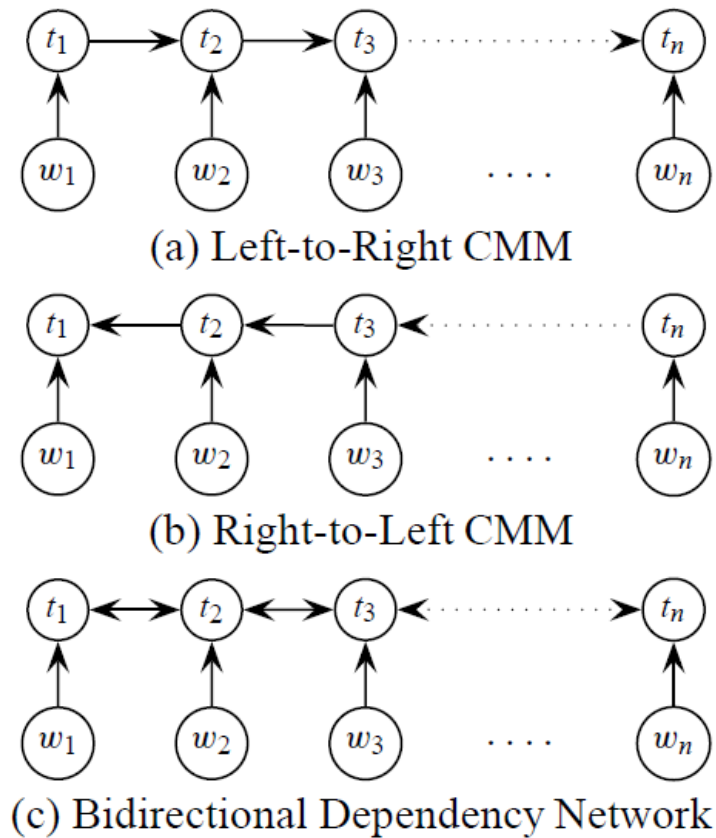 t1 t2 t3 tn
w1 w2 w3 .... wn
(a) Left-to-Right CMM
t1 t2 t3 tn
w1 w2 w3 .... wn
(b) Right-to-Left CMM
t1 t2 t3 tn
w1 w2 w3 .... wn
(c) Bidirectional Dependency Network